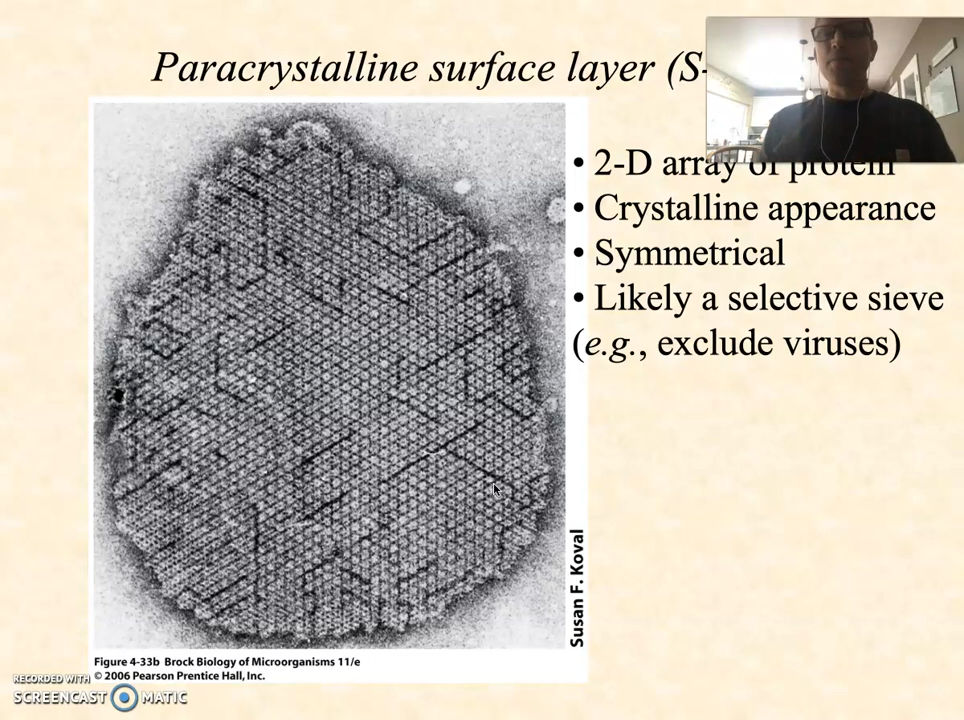 Paracrystalline surface layer (S-
• 2-D array of protein
• Crystalline appearance
• Symmetrical
• Likely a selective sieve
(e.g., exclude viruses)
Susan F. Koval
Figure 4-33b Brock Biology of Microorganisms 11/e
© 2006 Pearson Prentice Hall, Inc.
RECORDED WITH
SCREENCAST MATIC